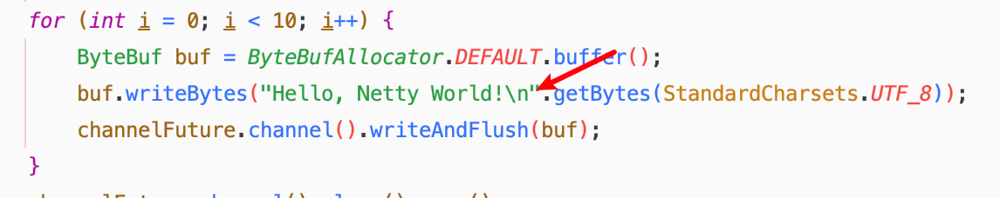 for (int i = 0; i < 10; i++) {
    ByteBuf buf = ByteBufAllocator.DEFAULT.buffer();
    buf.writeBytes("Hello, Netty World!\n".getBytes(StandardCharsets.UTF_8));
    channelFuture.channel().writeAndFlush(buf);
}